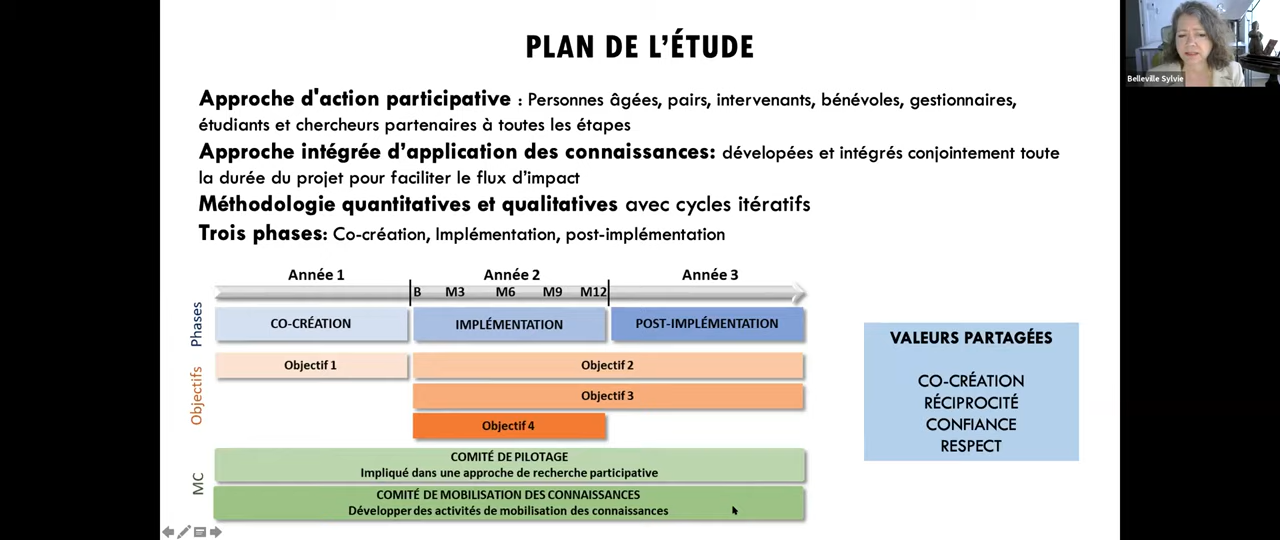 PLAN DE L'ÉTUDE
Belleville Sylvie
Approche d'action participative : Personnes âgées, pairs, intervenants, bénévoles, gestionnaires,
étudiants et chercheurs partenaires à toutes les étapes
Approche intégrée d'application des connaissances: dévelopées et intégrés conjointement toute
la durée du projet pour faciliter le flux d'impact
Méthodologie quantitatives et qualitatives avec cycles itératifs
Trois phases: Co-création, Implémentation, post-implémentation
Année 1 Année 2 Année 3
B M3 M6 M9 M12
Phases
CO-CRÉATION IMPLÉMENTATION POST-IMPLÉMENTATION
Objectifs
Objectif 1 Objectif 2
Objectif 3
Objectif 4
MC
COMITÉ DE PILOTAGE
Impliqué dans une approche de recherche participative
COMITÉ DE MOBILISATION DES CONNAISSANCES
Développer des activités de mobilisation des connaissances
VALEURS PARTAGÉES
CO-CRÉATION
RÉCIPROCITÉ
CONFIANCE
RESPECT